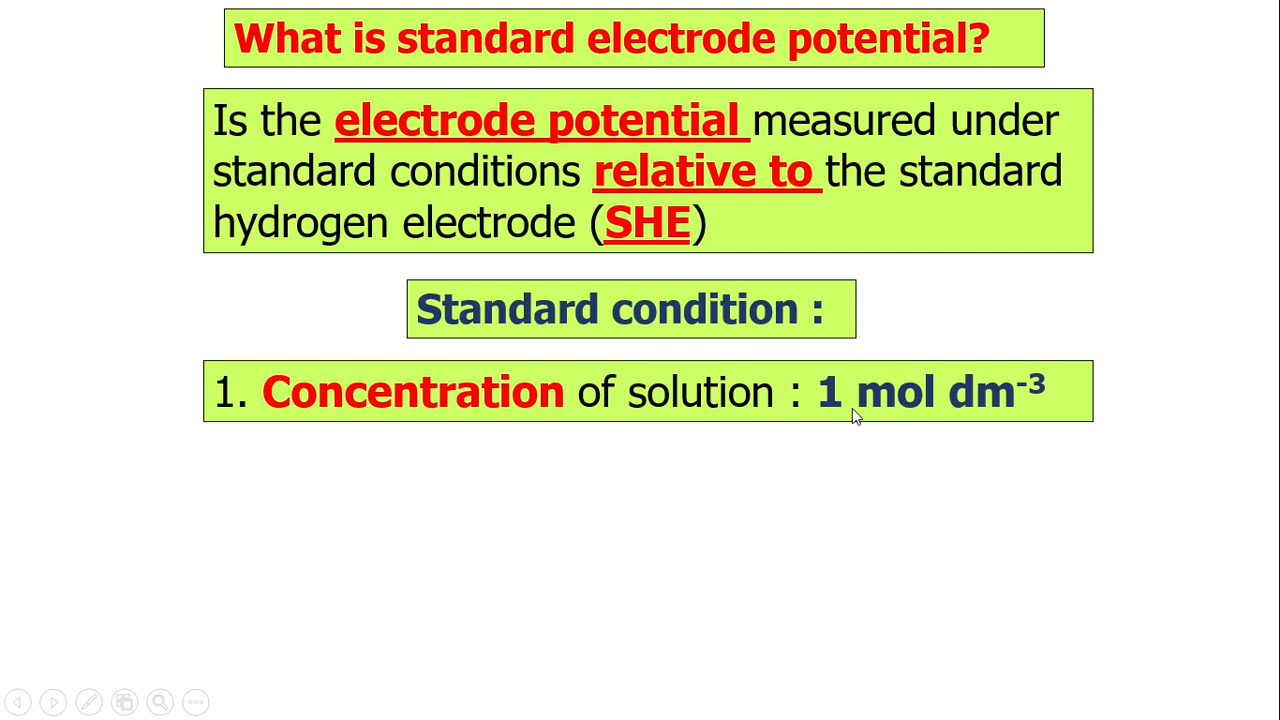 What is standard electrode potential?
Is the electrode potential measured under
standard conditions relative to the standard
hydrogen electrode (SHE)
Standard condition :
1. Concentration of solution : 1 mol dm⁻³